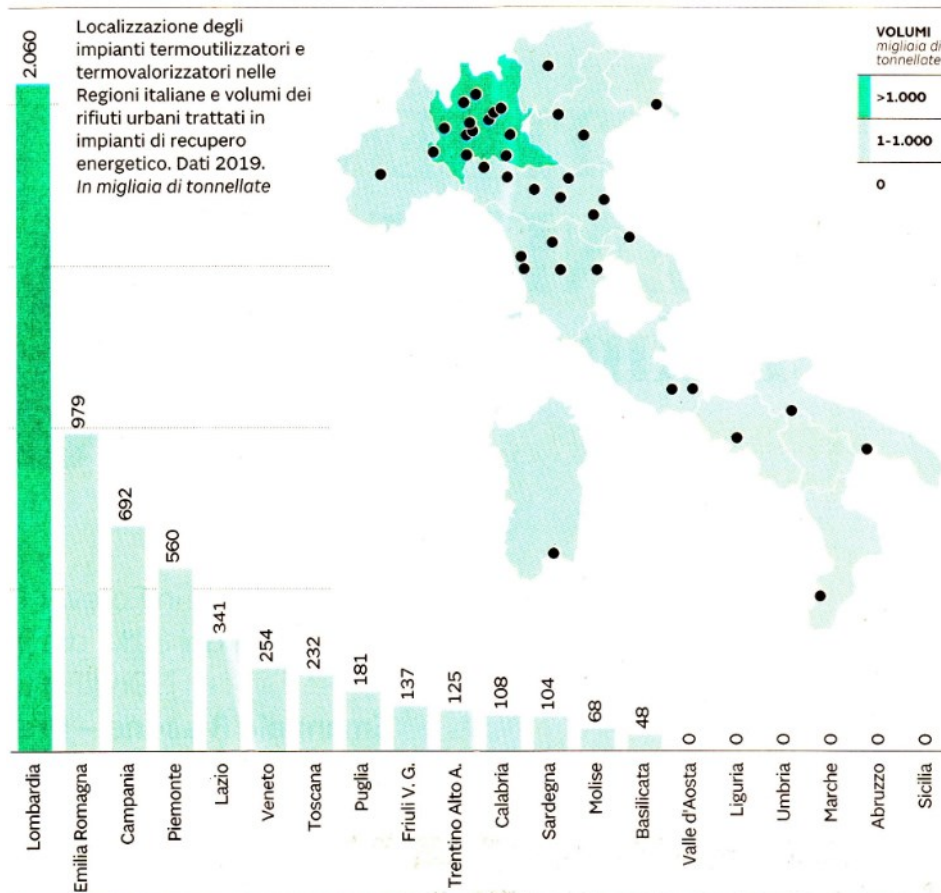 Localizzazione degli
impianti termoutilizzatori e
termovalorizzatori nelle
Regioni italiane e volumi dei
rifiuti urbani trattati in
impianti di recupero
energetico. Dati 2019.
In migliaia di tonnellate
VOLUMI
migliaia di
tonnellate
>1.000
1-1.000
0
2.060
979
692
560
341
254
232
181
137
125
108
104
68
48
0
0
0
0
0
0
Lombardia
Emilia Romagna
Campania
Piemonte
Lazio
Veneto
Toscana
Puglia
Friuli V. G.
Trentino Alto A.
Calabria
Sardegna
Molise
Basilicata
Valle d'Aosta
Liguria
Umbria
Marche
Abruzzo
Sicilia